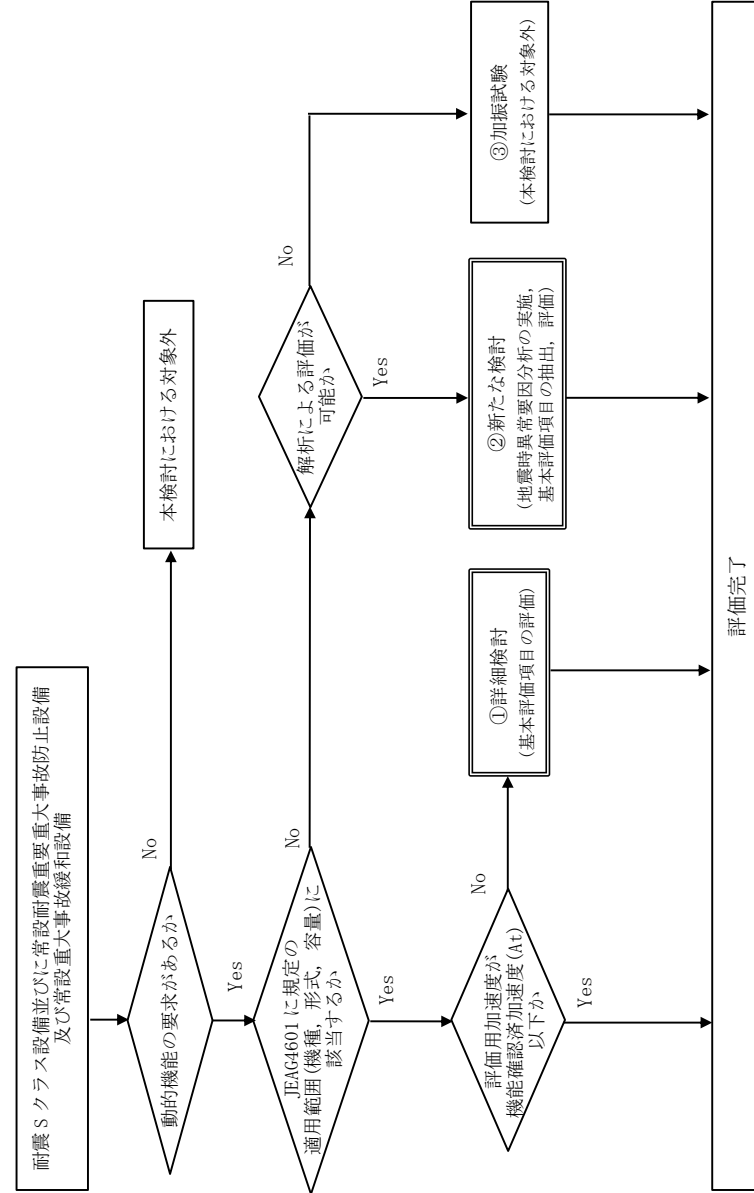 耐震Ｓクラス設備並びに常設耐震重要重大事故防止設備
及び常設重大事故緩和設備
動的機能の要求があるか
No
本検討における対象外
Yes
JEAG4601に規定の
適用範囲(機種，形式，容量)に
該当するか
No
解析による評価が
可能か
No
Yes
Yes
評価用加速度が
機能確認済加速度(At)
以下か
No
Yes
①詳細検討
(基本評価項目の評価)
②新たな検討
(地震時異常要因分析の実施，
基本評価項目の抽出，評価)
③加振試験
(本検討における対象外)
評価完了